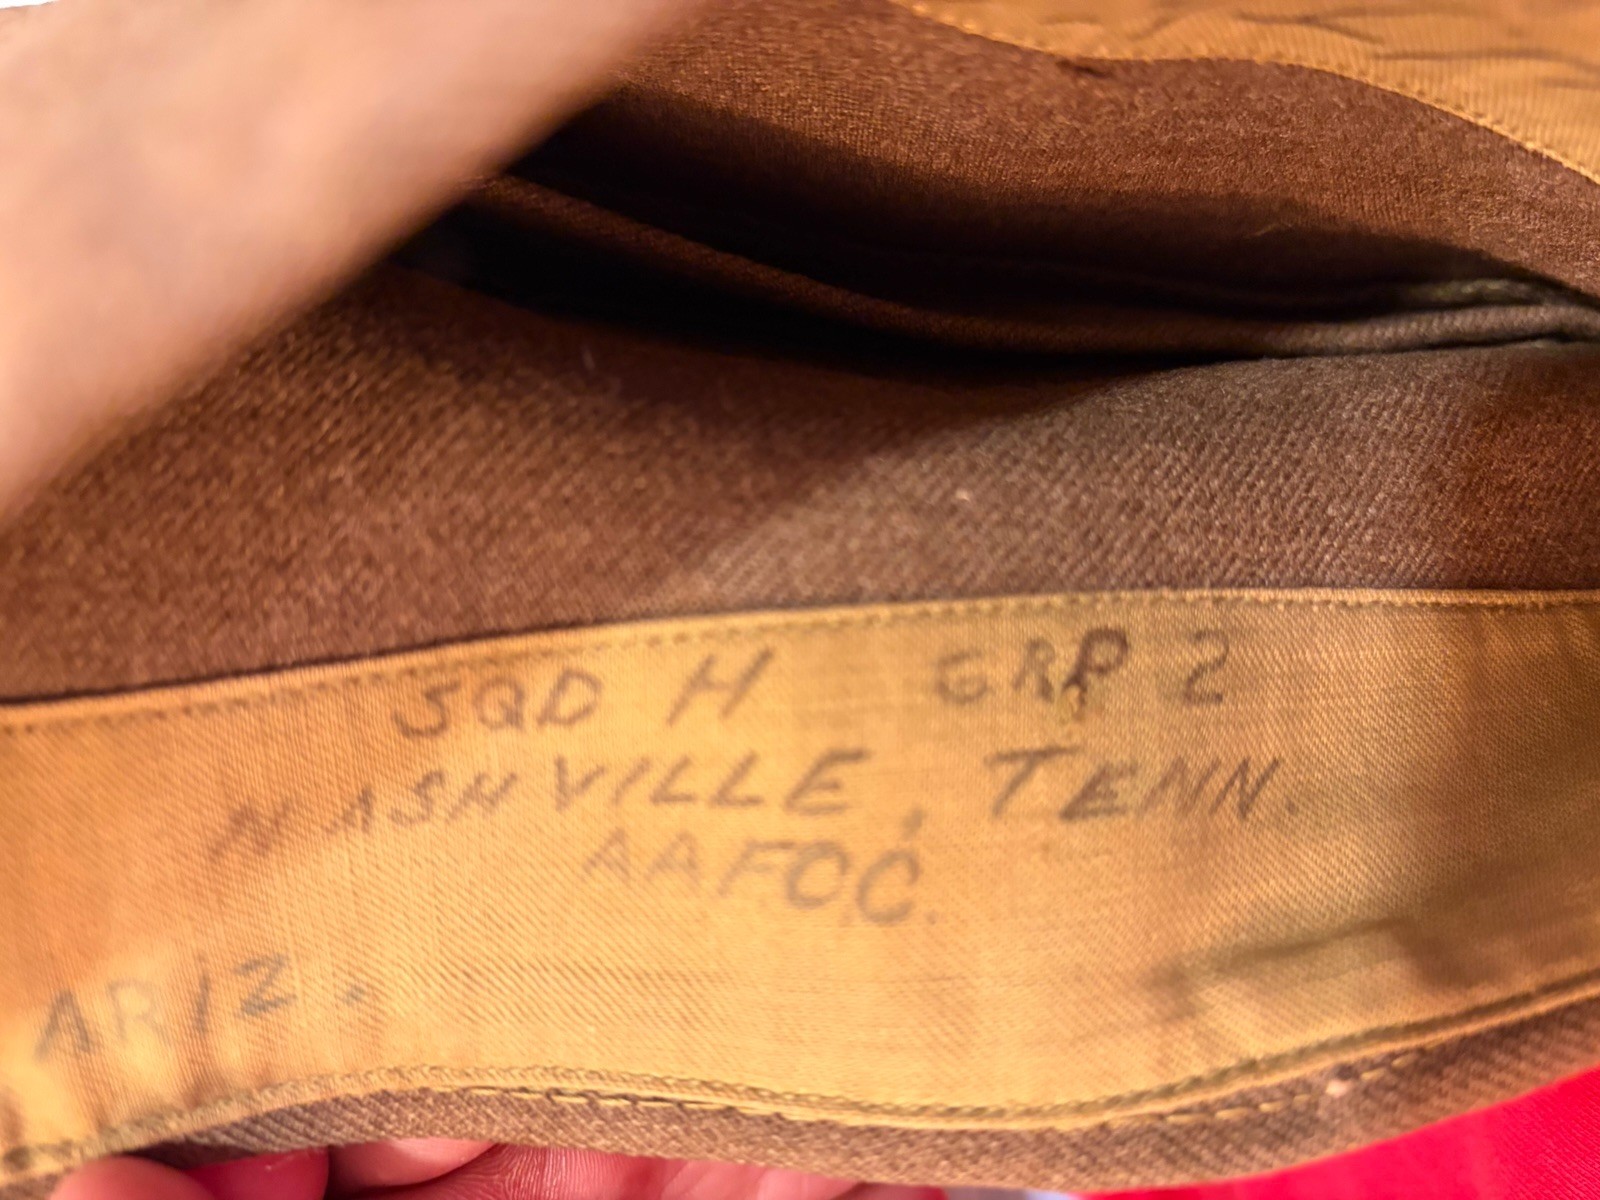 SQD H GRP 2
NASHVILLE, TENN.
AAFCC.
ARIZ.